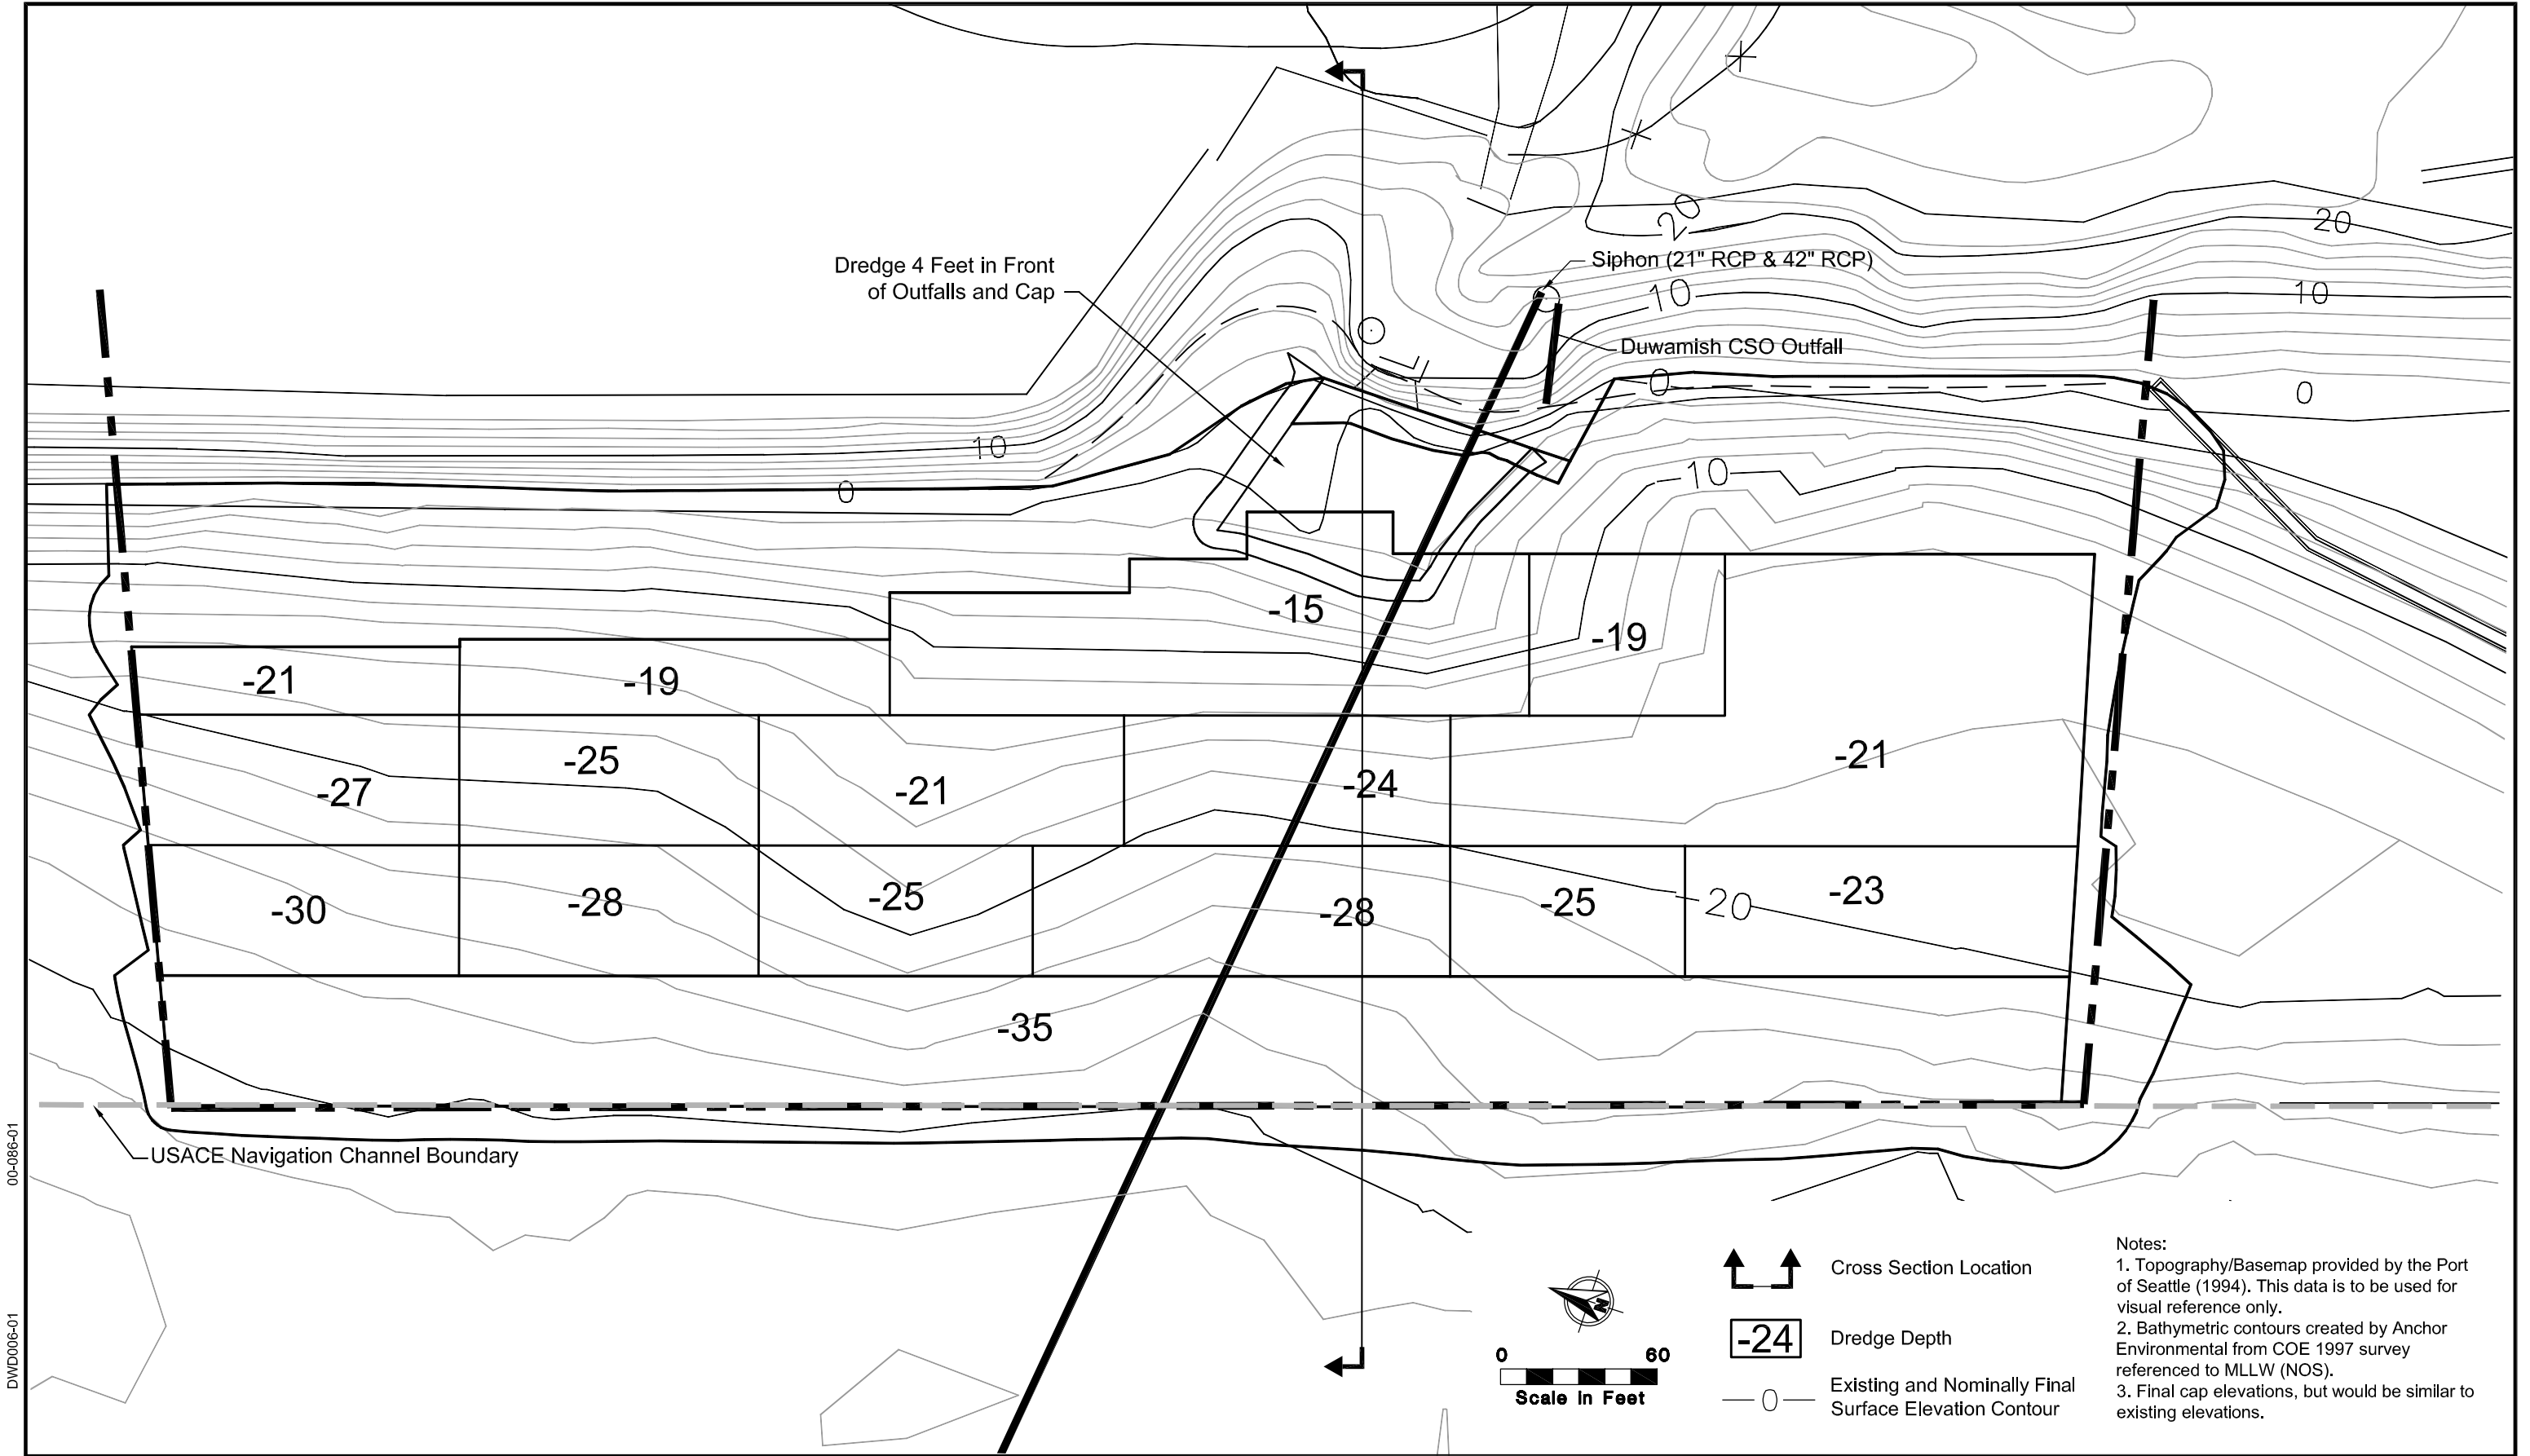 20
20
Dredge 4 Feet in Front
of Outfalls and Cap
Siphon (21" RCP & 42" RCP)
10
10
Duwamish CSO Outfall
0
0
10
0
10
-15
-19
-21
-19
-27
-25
-21
-24
-21
-30
-28
-25
-28
-25
20
-23
-35
USACE Navigation Channel Boundary
00-086-01
DWD006-01
N
0 60
Scale in Feet
Cross Section Location
-24 Dredge Depth
0 Existing and Nominally Final
Surface Elevation Contour
Notes:
1. Topography/Basemap provided by the Port
of Seattle (1994). This data is to be used for
visual reference only.
2. Bathymetric contours created by Anchor
Environmental from COE 1997 survey
referenced to MLLW (NOS).
3. Final cap elevations, but would be similar to
existing elevations.